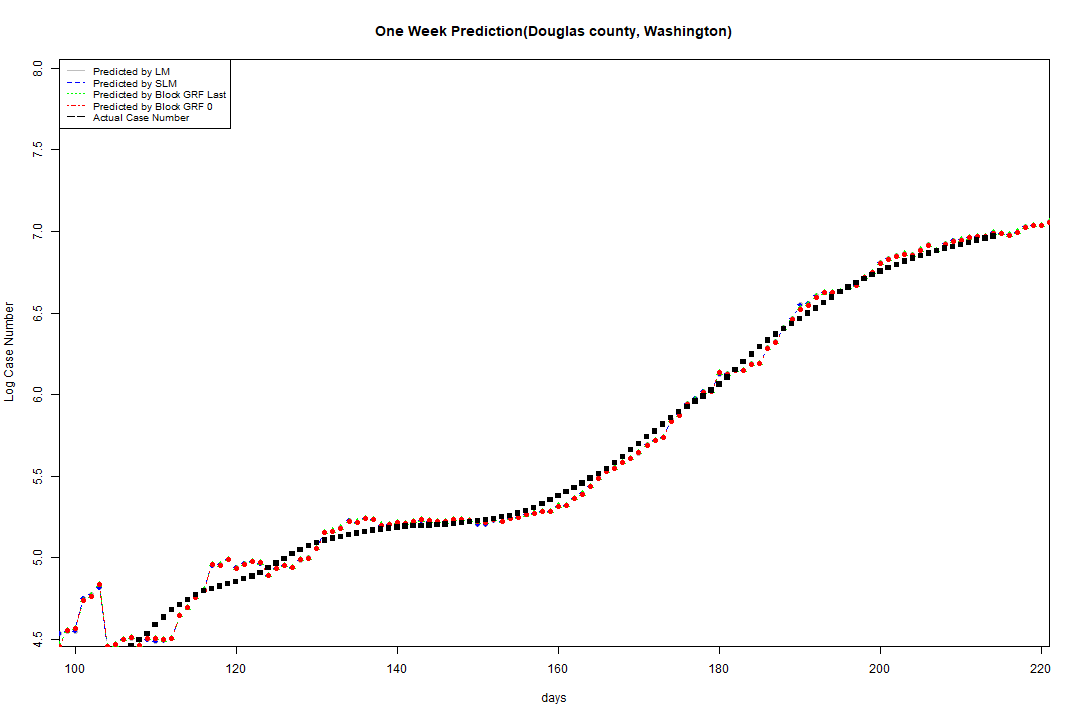 One Week Prediction(Douglas county, Washington)
Predicted by LM
Predicted by SLM
Predicted by Block GRF Last
Predicted by Block GRF 0
Actual Case Number
8.0
7.5
7.0
6.5
6.0
5.5
5.0
4.5
Log Case Number
100 120 140 160 180 200 220
days